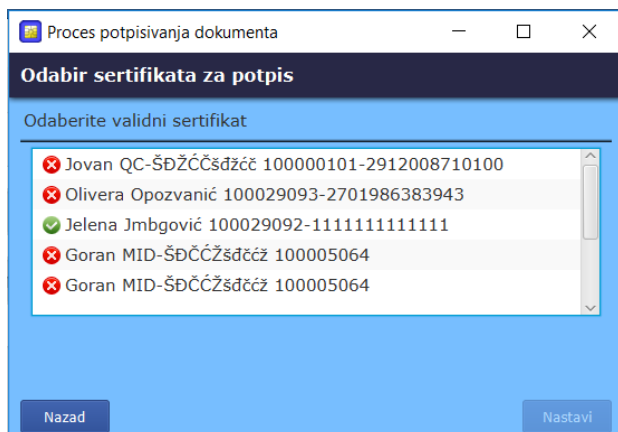 Proces potpisivanja dokumenta
Odabir sertifikata za potpis
Odaberite validni sertifikat
Jovan QC-ŠĐŽĆČšđžćč 100000101-2912008710100
Olivera Opozvanić 100029093-2701986383943
Jelena Jmbgović 100029092-1111111111111
Goran MID-ŠĐČĆŽšđčćž 100005064
Goran MID-ŠĐČĆŽšđčćž 100005064
Nazad
Nastavi